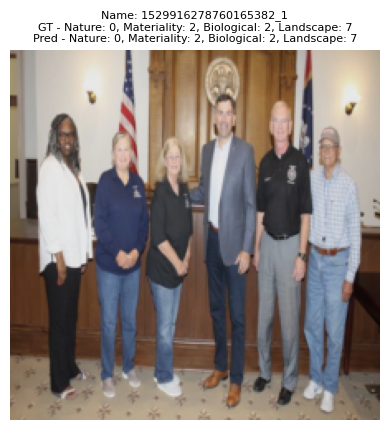 Name: 1529916278760165382_1
GT - Nature: 0, Materiality: 2, Biological: 2, Landscape: 7
Pred - Nature: 0, Materiality: 2, Biological: 2, Landscape: 7